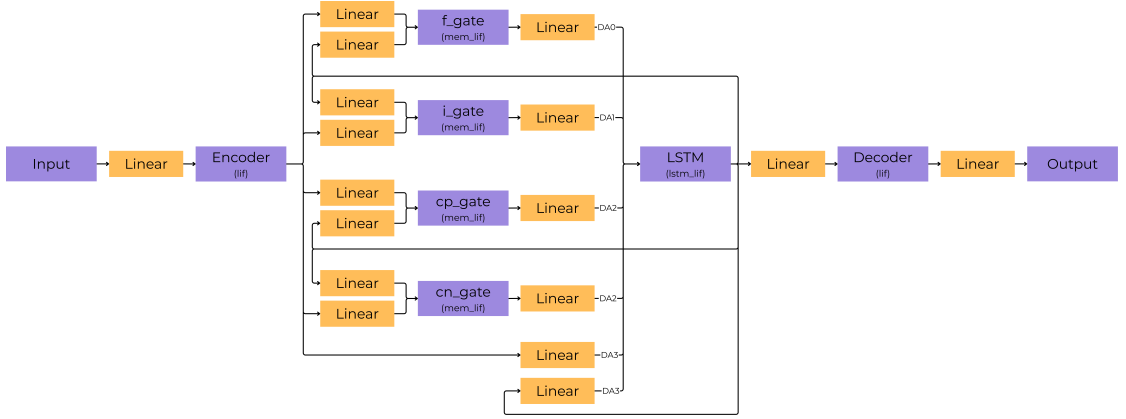 Linear
Linear
f_gate
(mem_lif)
Linear
DA0
Linear
Linear
i_gate
(mem_lif)
Linear
DA1
Input
Linear
Encoder
(lif)
LSTM
(lstm_lif)
Linear
Decoder
(lif)
Linear
Output
Linear
Linear
cp_gate
(mem_lif)
Linear
DA2
Linear
Linear
cn_gate
(mem_lif)
Linear
DA2
Linear
DA3
Linear
DA3